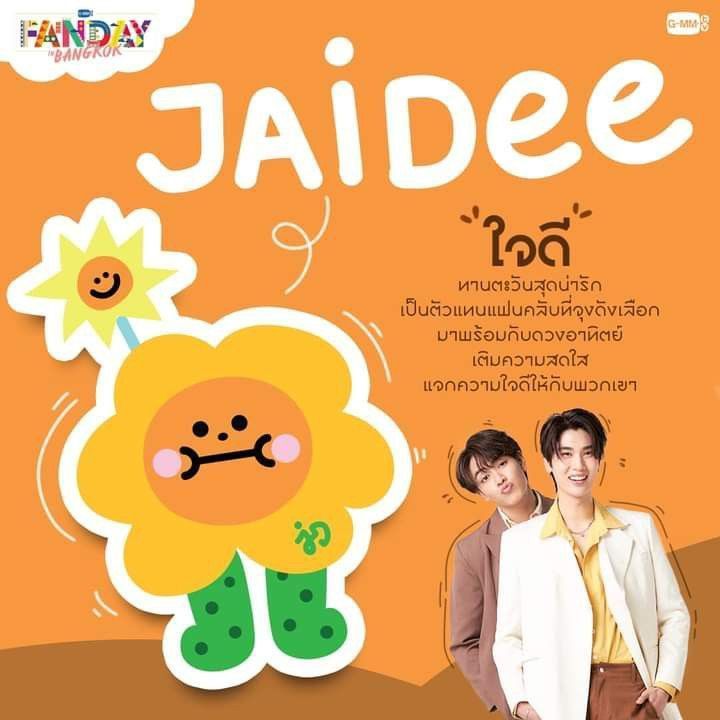 FANDAY
IN BANGKOK
GMM
TV
JAiDee
"ใจดี"
ทานตะวันสุดน่ารัก
เป็นตัวแทนแฟนคลับที่จุงดังเลือก
มาพร้อมกับดวงอาทิตย์
เติมความสดใส
แจกความใจดีให้กับพวกเขา